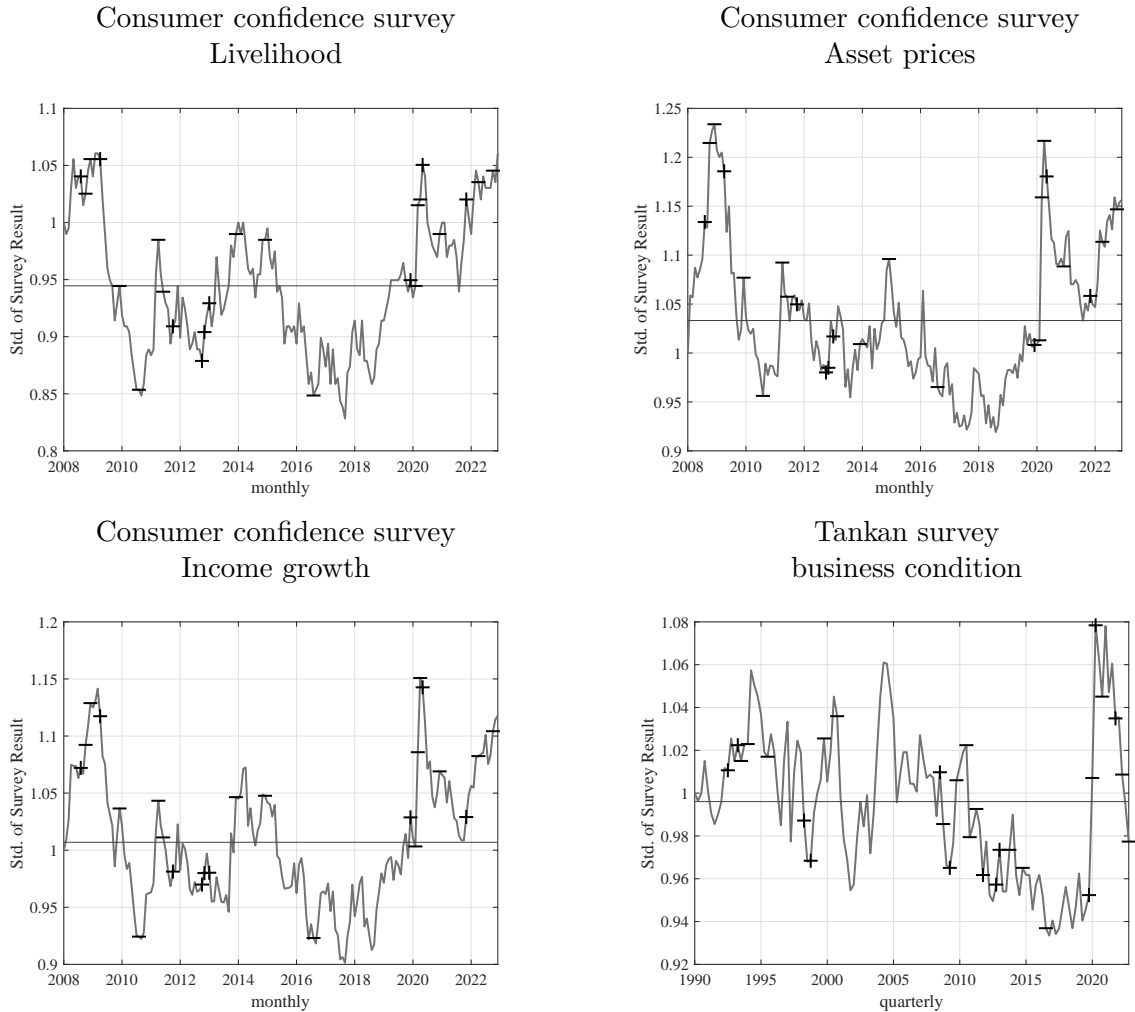 Consumer confidence survey
Livelihood
1.1
1.05
1
0.95
0.9
0.85
0.8
Std. of Survey Result
2008 2010 2012 2014 2016 2018 2020 2022
monthly
Consumer confidence survey
Asset prices
1.25
1.2
1.15
1.1
1.05
1
0.95
0.9
Std. of Survey Result
2008 2010 2012 2014 2016 2018 2020 2022
monthly
Consumer confidence survey
Income growth
1.2
1.15
1.1
1.05
1
0.95
0.9
Std. of Survey Result
2008 2010 2012 2014 2016 2018 2020 2022
monthly
Tankan survey
business condition
1.08
1.06
1.04
1.02
1
0.98
0.96
0.94
0.92
Std. of Survey Result
1990 1995 2000 2005 2010 2015 2020
quarterly